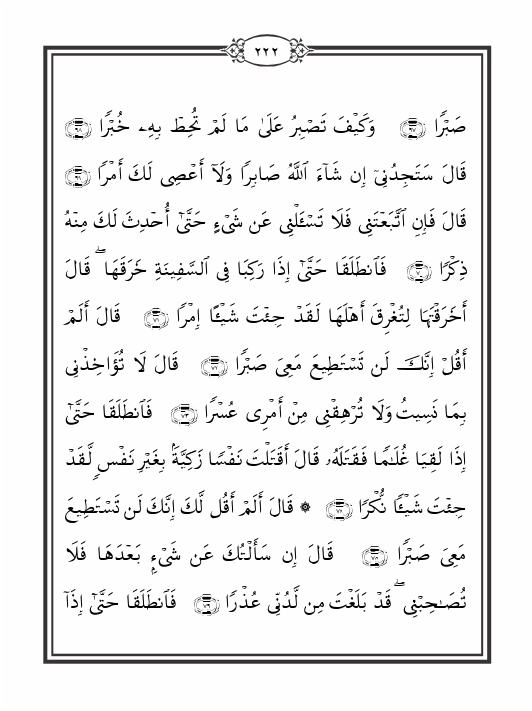 ٢٢٢
صَبْرًا ﴿٦٧﴾ وَكَيْفَ تَصْبِرُ عَلَىٰ مَا لَمْ تُحِطْ بِهِۦ خُبْرًا ﴿٦٨﴾
قَالَ سَتَجِدُنِىٓ إِن شَآءَ ٱللَّهُ صَابِرًا وَلَآ أَعْصِى لَكَ أَمْرًا ﴿٦٩﴾
قَالَ فَإِنِ ٱتَّبَعْتَنِى فَلَا تَسْـَٔلْنِى عَن شَىْءٍ حَتَّىٰٓ أُحْدِثَ لَكَ مِنْهُ
ذِكْرًا ﴿٧٠﴾ فَٱنطَلَقَا حَتَّىٰٓ إِذَا رَكِبَا فِى ٱلسَّفِينَةِ خَرَقَهَا ۖ قَالَ
أَخَرَقْتَهَا لِتُغْرِقَ أَهْلَهَا لَقَدْ جِئْتَ شَيْـًٔا إِمْرًا ﴿٧١﴾ قَالَ أَلَمْ
أَقُلْ إِنَّكَ لَن تَسْتَطِيعَ مَعِىَ صَبْرًا ﴿٧٢﴾ قَالَ لَا تُؤَاخِذْنِى
بِمَا نَسِيتُ وَلَا تُرْهِقْنِى مِنْ أَمْرِى عُسْرًا ﴿٧٣﴾ فَٱنطَلَقَا حَتَّىٰٓ
إِذَا لَقِيَا غُلَـٰمًا فَقَتَلَهُۥ قَالَ أَقَتَلْتَ نَفْسًا زَكِيَّةًۢ بِغَيْرِ نَفْسٍ لَّقَدْ
جِئْتَ شَيْـًٔا نُّكْرًا ﴿٧٤﴾ ۞ قَالَ أَلَمْ أَقُل لَّكَ إِنَّكَ لَن تَسْتَطِيعَ
مَعِىَ صَبْرًا ﴿٧٥﴾ قَالَ إِن سَأَلْتُكَ عَن شَىْءٍۭ بَعْدَهَا فَلَا
تُصَـٰحِبْنِى ۖ قَدْ بَلَغْتَ مِن لَّدُنِّى عُذْرًا ﴿٧٦﴾ فَٱنطَلَقَا حَتَّىٰٓ إِذَآ